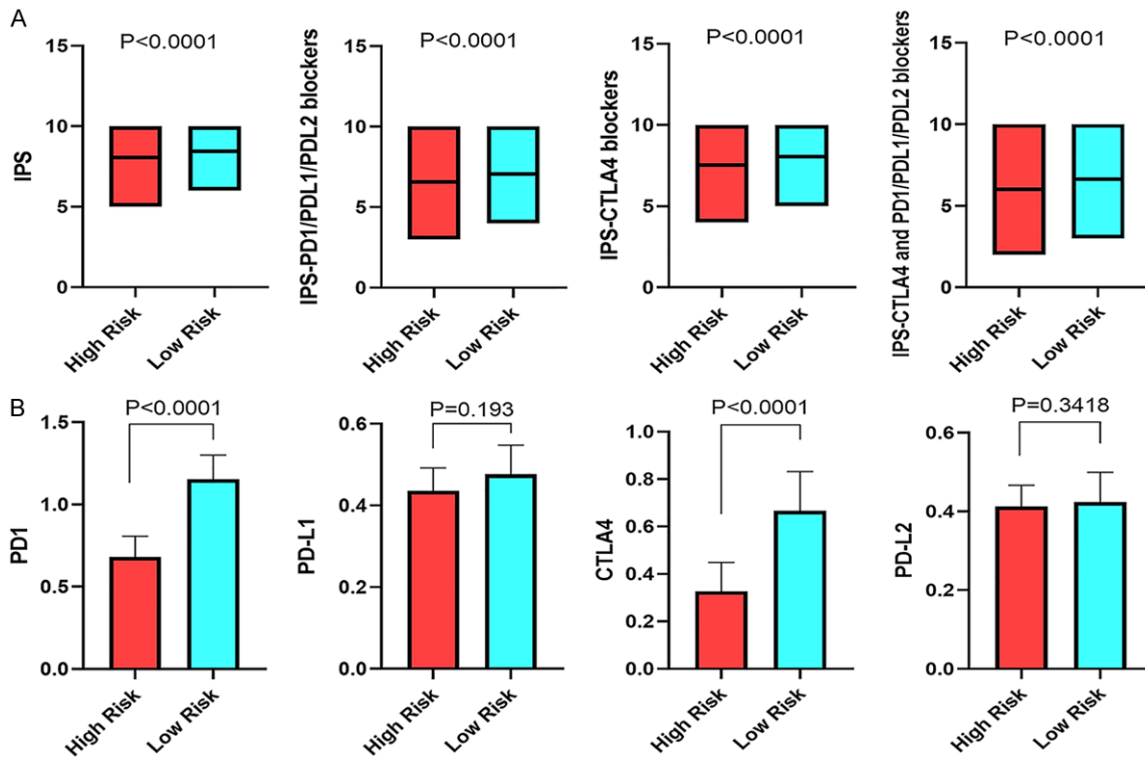 A
P<0.0001
15
10
5
0
IPS
High Risk
Low Risk
P<0.0001
15
10
5
0
IPS-PD1/PDL1/PDL2 blockers
High Risk
Low Risk
P<0.0001
15
10
5
0
IPS-CTLA4 blockers
High Risk
Low Risk
P<0.0001
15
10
5
0
IPS-CTLA4 and PD1/PDL1/PDL2 blockers
High Risk
Low Risk
B
P<0.0001
1.5
1.0
0.5
0.0
PD1
High Risk
Low Risk
P=0.193
0.6
0.4
0.2
0.0
PD-L1
High Risk
Low Risk
P<0.0001
1.0
0.8
0.6
0.4
0.2
0.0
CTLA4
High Risk
Low Risk
P=0.3418
0.6
0.4
0.2
0.0
PD-L2
High Risk
Low Risk